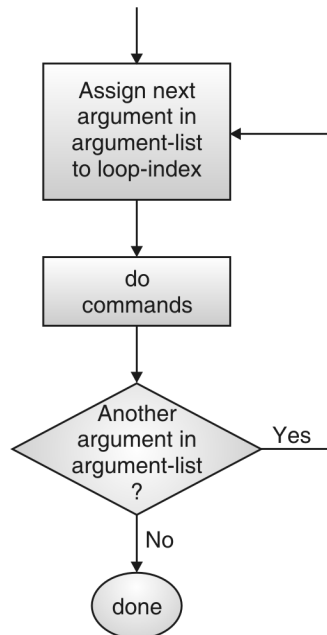 Assign next
argument in
argument-list
to loop-index
do
commands
Another
argument in
argument-list
?
Yes
No
done